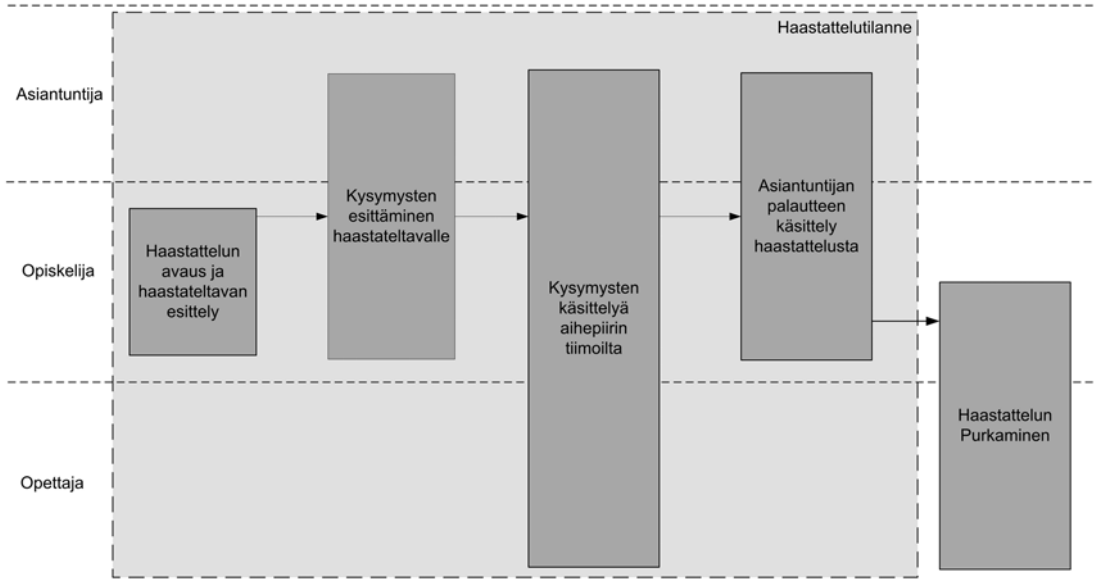 Haastattelutilanne
Asiantuntija
Opiskelija
Opettaja
Haastattelun
avaus ja
haastateltavan
esittely
Kysymysten
esittäminen
haastateltavalle
Kysymysten
käsittelyä
aihepiirin
tiimoilta
Asiantuntijan
palautteen
käsittely
haastattelusta
Haastattelun
Purkaminen